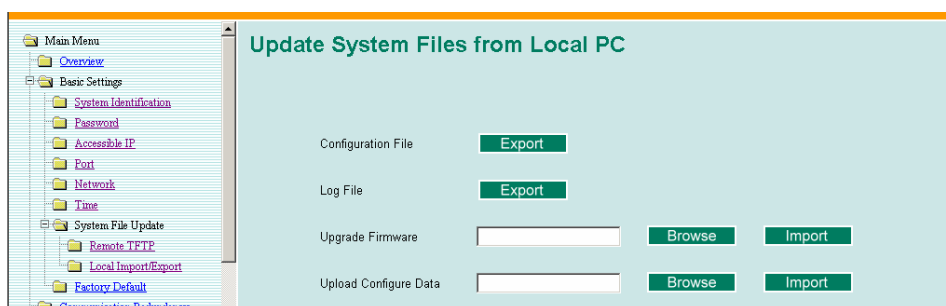 Main Menu
Overview
Basic Settings
System Identification
Password
Accessible IP
Port
Network
Time
System File Update
Remote TFTP
Local Import/Export
Factory Default
Communication Redundancy
Update System Files from Local PC
Configuration File Export
Log File Export
Upgrade Firmware Browse Import
Upload Configure Data Browse Import